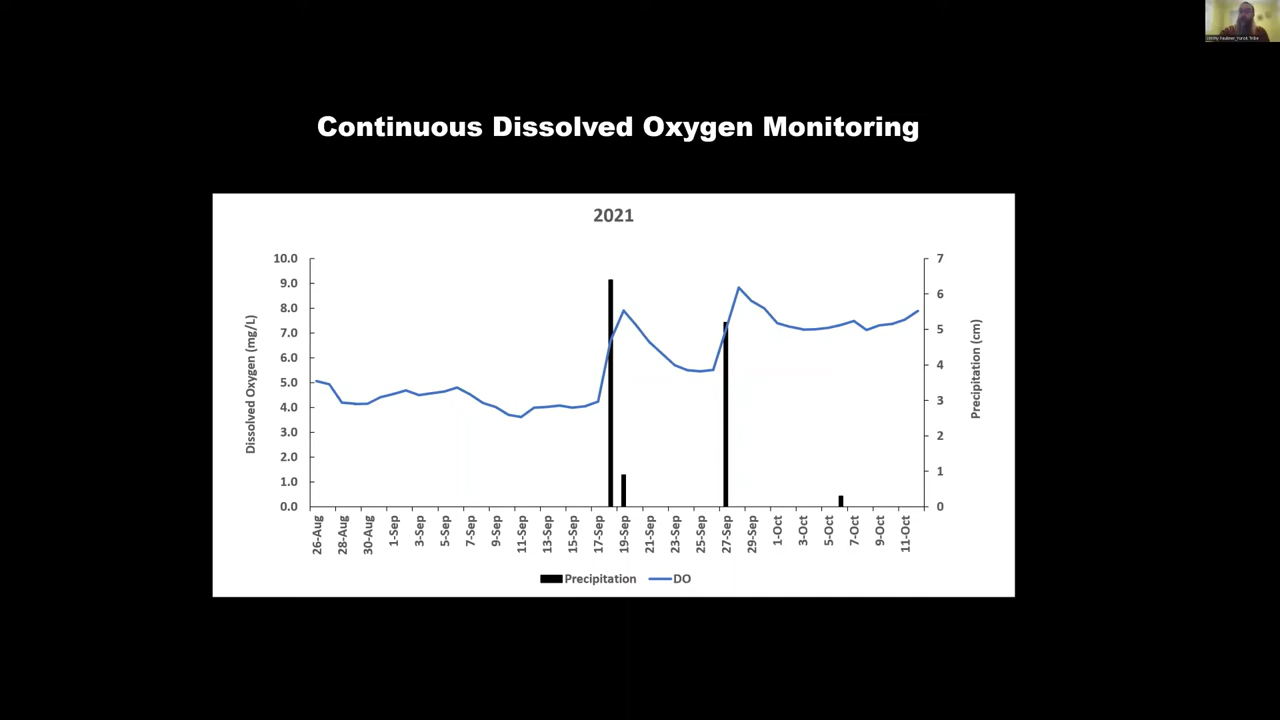 Continuous Dissolved Oxygen Monitoring
2021
10.0
9.0
8.0
7.0
6.0
5.0
4.0
3.0
2.0
1.0
0.0
Dissolved Oxygen (mg/L)
7
6
5
4
3
2
1
0
Precipitation (cm)
26-Aug
28-Aug
30-Aug
1-Sep
3-Sep
5-Sep
7-Sep
9-Sep
11-Sep
13-Sep
15-Sep
17-Sep
19-Sep
21-Sep
23-Sep
25-Sep
27-Sep
29-Sep
1-Oct
3-Oct
5-Oct
7-Oct
9-Oct
11-Oct
Precipitation
DO